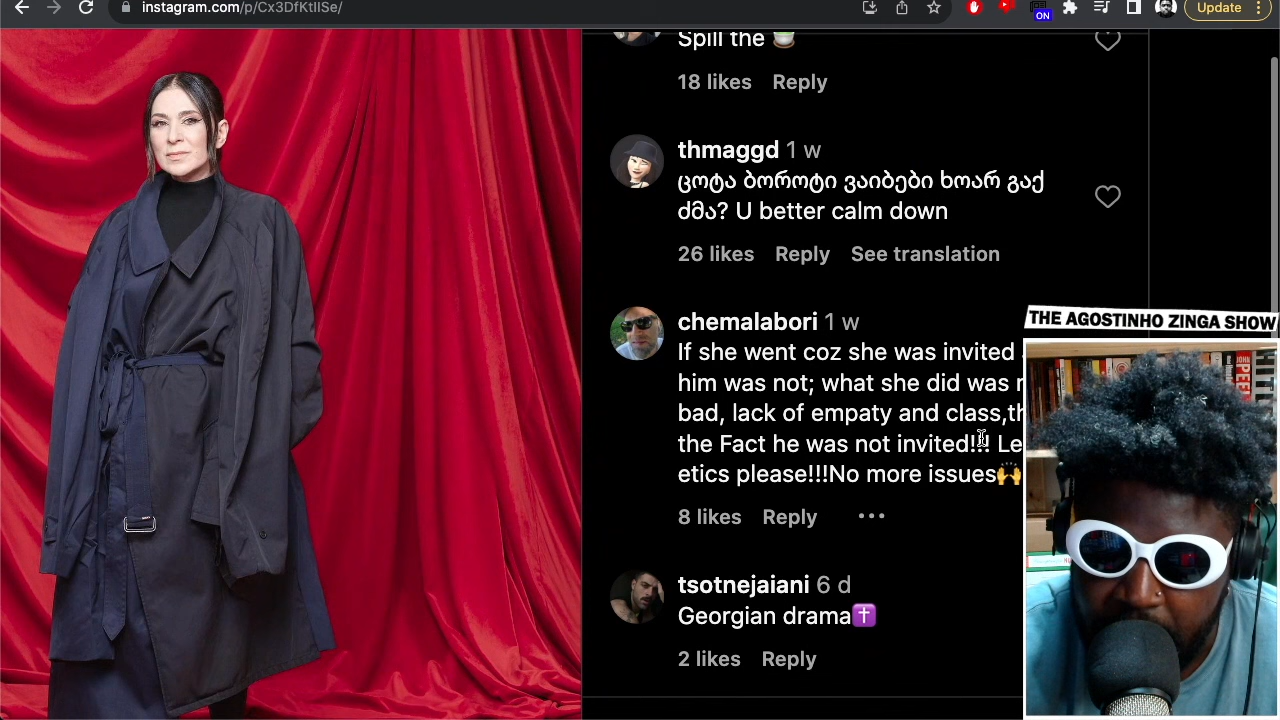 instagram.com/p/Cx3DfKtIlSe/
ON
Update
Spill the 🍵
18 likes Reply
thmaggd 1 w
ცოტა ბოროტი ვაიბები ხოარ გაქ
ძმა? U better calm down
26 likes Reply See translation
chemalabori 1 w
If she went coz she was invited
him was not; what she did was
bad, lack of empaty and class,th
the Fact he was not invited!!! Le
etics please!!!No more issues🙌
8 likes Reply ...
tsotnejaiani 6 d
Georgian drama✝️
2 likes Reply
THE AGOSTINHO ZINGA SHOW